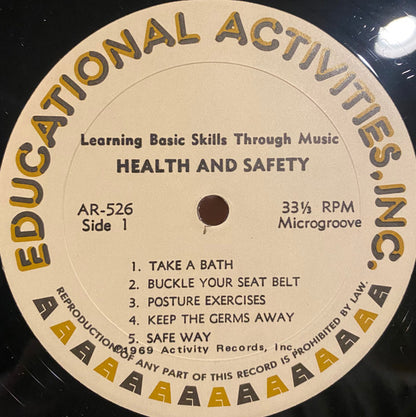 EDUCATIONAL ACTIVITIES, INC.
Learning Basic Skills Through Music
HEALTH AND SAFETY
AR-526
Side 1
33⅓ RPM
Microgroove
1. TAKE A BATH
2. BUCKLE YOUR SEAT BELT
3. POSTURE EXERCISES
4. KEEP THE GERMS AWAY
5. SAFE WAY
©1969 Activity Records, Inc.
REPRODUCTION OF ANY PART OF THIS RECORD IS PROHIBITED BY LAW.